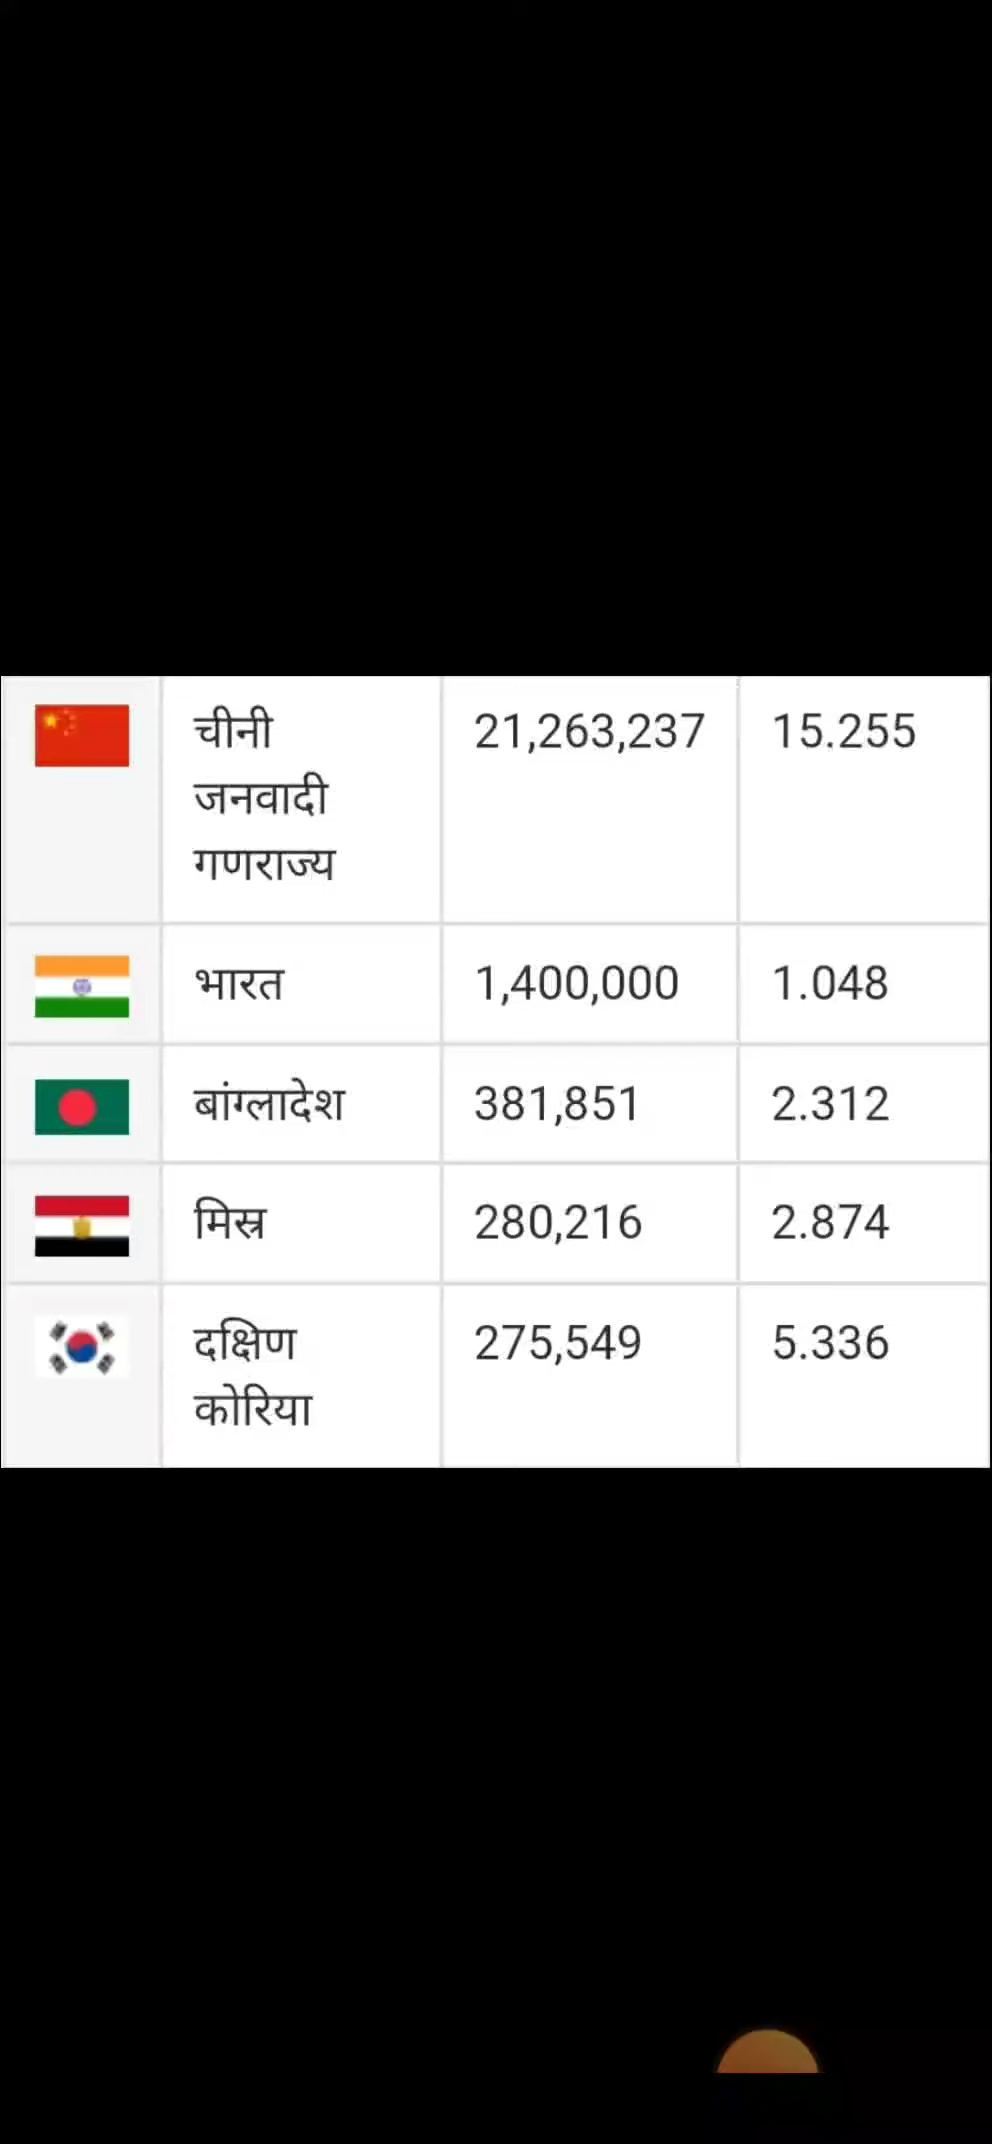 चीनी 21,263,237 15.255
जनवादी
गणराज्य
भारत 1,400,000 1.048
बांग्लादेश 381,851 2.312
मिस्र 280,216 2.874
दक्षिण 275,549 5.336
कोरिया